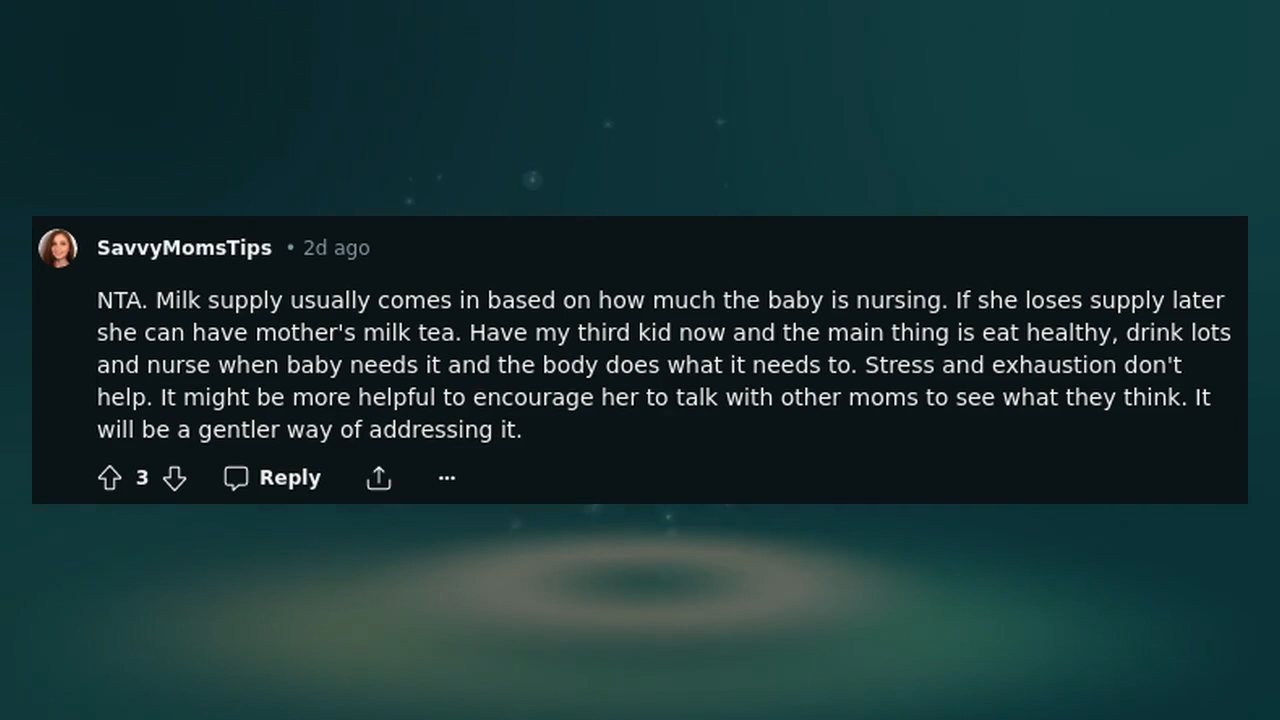 SavvyMomsTips • 2d ago
NTA. Milk supply usually comes in based on how much the baby is nursing. If she loses supply later
she can have mother's milk tea. Have my third kid now and the main thing is eat healthy, drink lots
and nurse when baby needs it and the body does what it needs to. Stress and exhaustion don't
help. It might be more helpful to encourage her to talk with other moms to see what they think. It
will be a gentler way of addressing it.
3 Reply ...